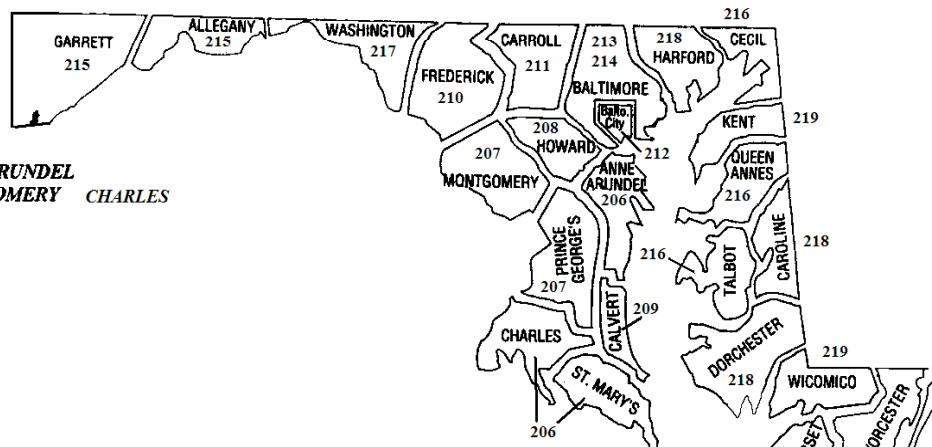 216
ALLEGANY
215
WASHINGTON
217
GARRETT
215
CARROLL
211
213
214
BALTIMORE
218
HARFORD
CECIL
FREDERICK
210
Balto.
City
212
KENT
219
208
HOWARD
207
MONTGOMERY
QUEEN
ANNES
216
ANNE
ARUNDEL
206
RUNDEL
OMERY CHARLES
PRINCE
GEORGE'S
207
216
TALBOT
CAROLINE
218
CALVERT
209
CHARLES
DORCHESTER
218
219
WICOMICO
ST. MARY'S
206
SET
ORCESTER